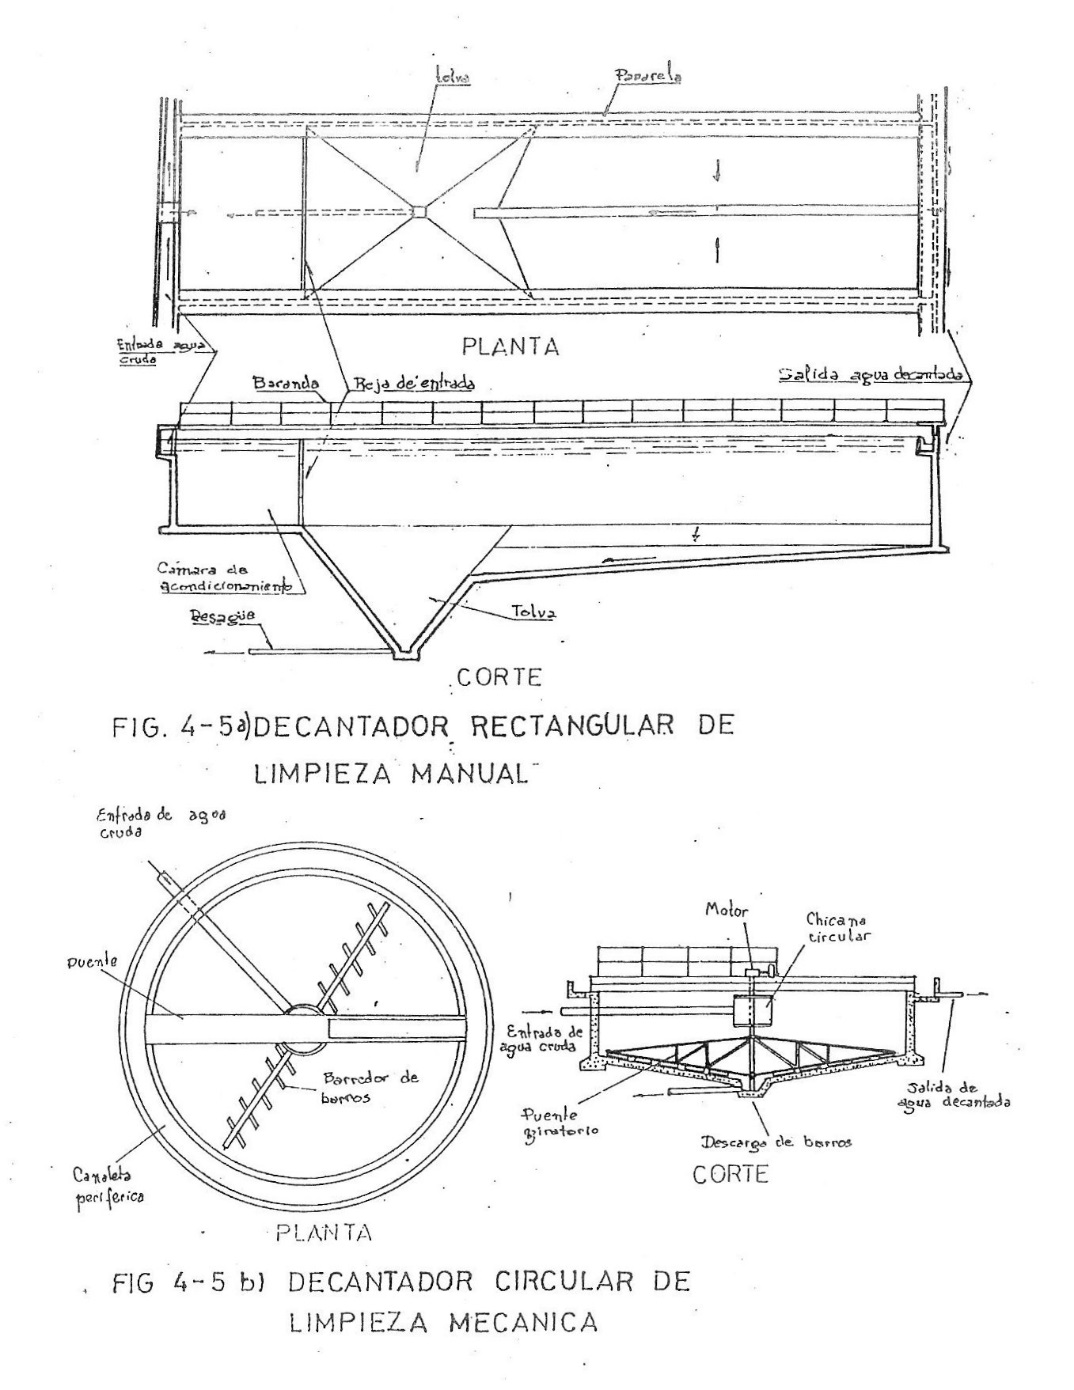 tolva
Pasarela
Entrada agua
cruda
PLANTA
Baranda
Reja de entrada
Salida agua decantada
Cámara de
acondicionamiento
Desagüe
Tolva
CORTE
FIG. 4-5a) DECANTADOR RECTANGULAR DE
LIMPIEZA MANUAL
Entrada de agua
cruda
Puente
Barredor de
barros
Canaleta
periferica
PLANTA
Motor
Chicana
circular
Entrada de
agua cruda
Salida de
agua decantada
Puente
giratorio
Descarga de barros
CORTE
FIG 4-5 b) DECANTADOR CIRCULAR DE
LIMPIEZA MECANICA